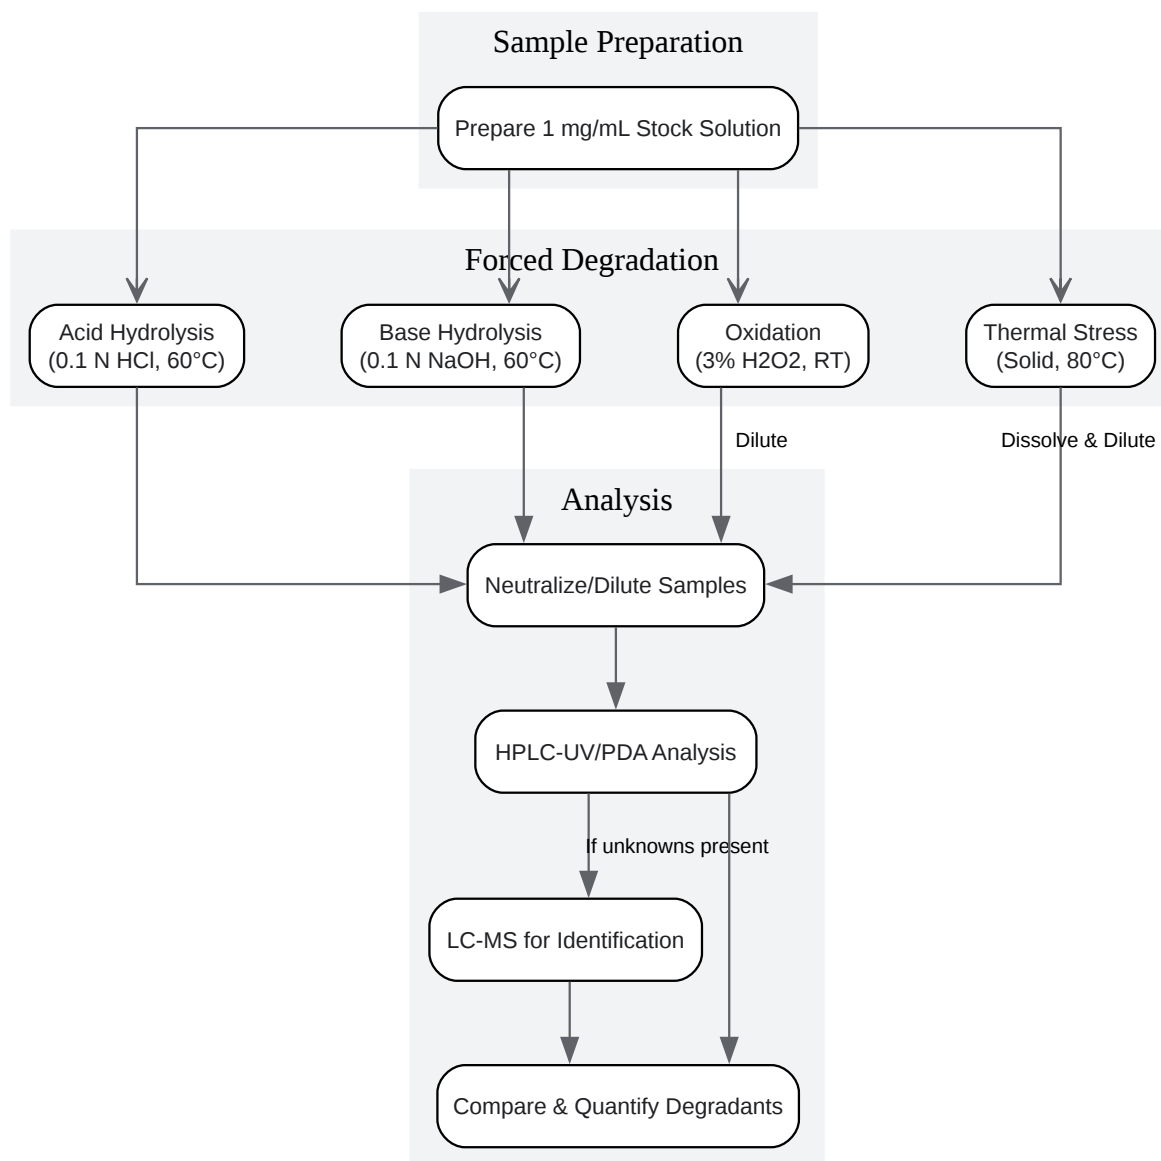 Sample Preparation
Prepare 1 mg/mL Stock Solution
Forced Degradation
Acid Hydrolysis
(0.1 N HCl, 60°C)
Base Hydrolysis
(0.1 N NaOH, 60°C)
Oxidation
(3% H2O2, RT)
Thermal Stress
(Solid, 80°C)
Dilute
Dissolve & Dilute
Analysis
Neutralize/Dilute Samples
HPLC-UV/PDA Analysis
If unknowns present
LC-MS for Identification
Compare & Quantify Degradants